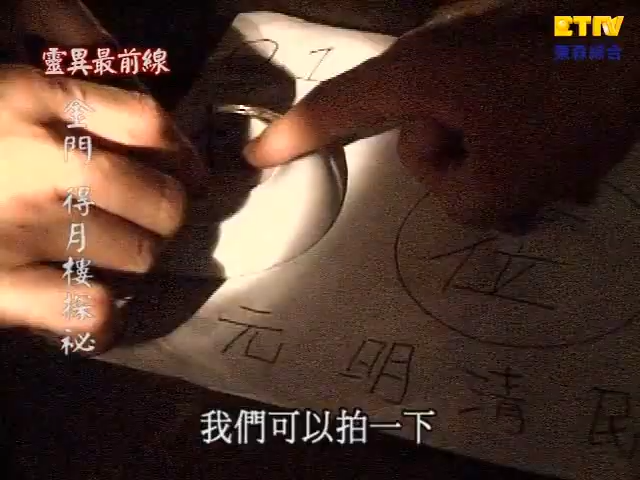 ETTV
東森綜合
靈異最前線
金門 得月樓探祕
位
元 明 清 民
我們可以拍一下